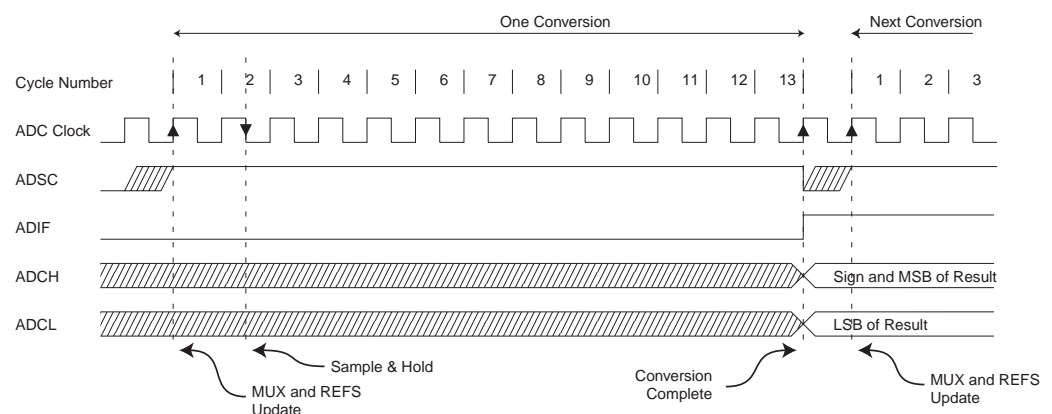 One Conversion
Next Conversion
Cycle Number 1 2 3 4 5 6 7 8 9 10 11 12 13 1 2 3
ADC Clock
ADSC
ADIF
ADCH Sign and MSB of Result
ADCL LSB of Result
MUX and REFS
Update
Sample & Hold
Conversion
Complete
MUX and REFS
Update